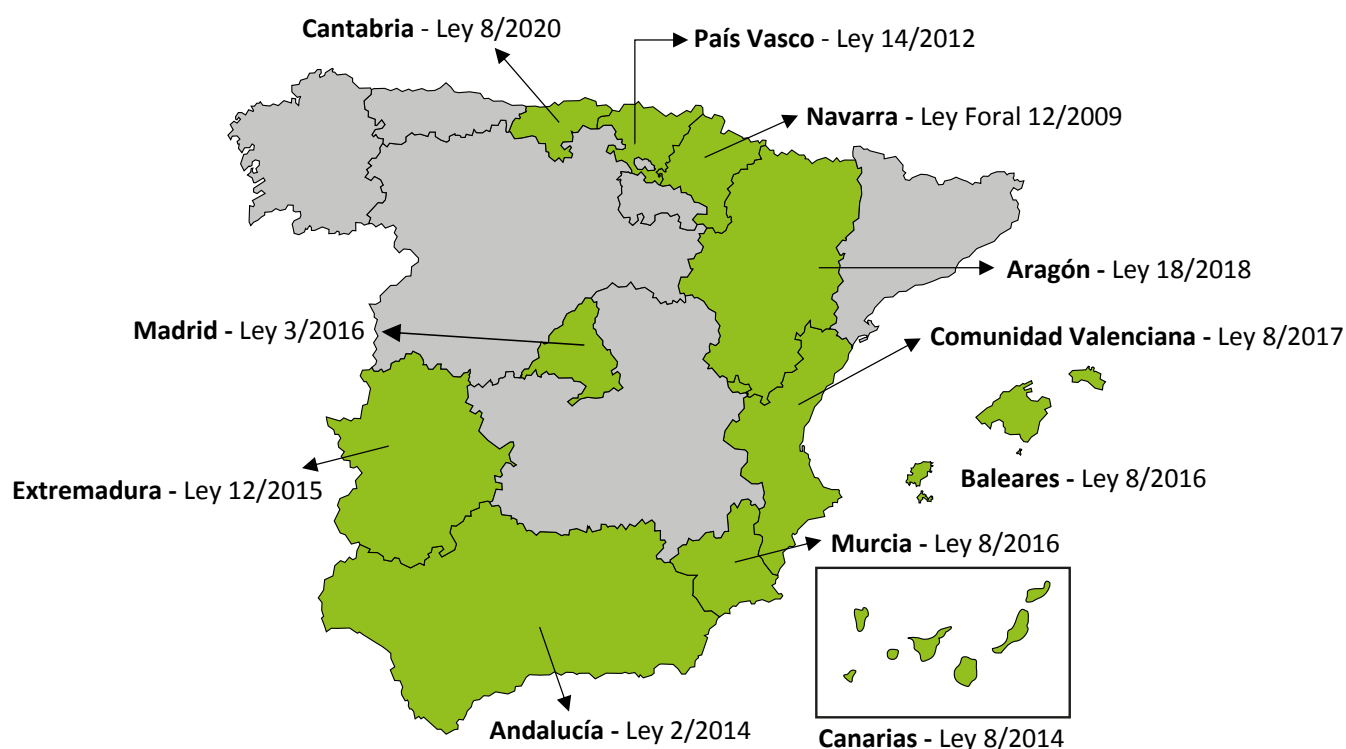 Cantabria - Ley 8/2020
País Vasco - Ley 14/2012
Navarra - Ley Foral 12/2009
Aragón - Ley 18/2018
Madrid - Ley 3/2016
Comunidad Valenciana - Ley 8/2017
Extremadura - Ley 12/2015
Baleares - Ley 8/2016
Murcia - Ley 8/2016
Andalucía - Ley 2/2014
Canarias - Ley 8/2014